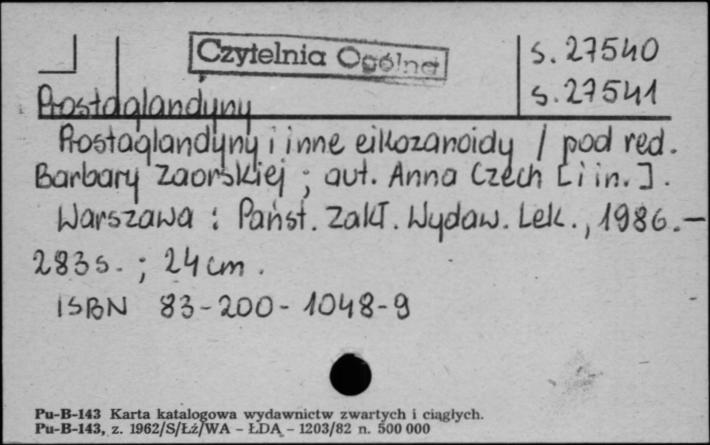 Czytelnia Ogólna
s. 27540
s. 27541
Prostaglandyny
Prostaglandyny i inne eikozanoidy / pod red.
Barbary Zaorskiej ; aut. Anna Czech [i in.].
Warszawa : Państ. Zakł. Wydaw. Lek., 1986. –
283 s. ; 24 cm.
ISBN 83-200-1048-9
Pu-B-143 Karta katalogowa wydawnictw zwartych i ciągłych.
Pu-B-143, z. 1962/S/Łź/WA – ŁDA – 1203/82 n. 500 000